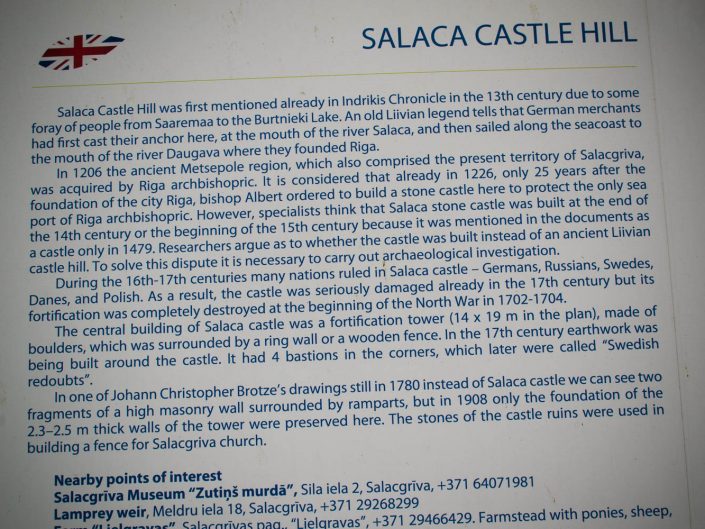 SALACA CASTLE HILL
Salaca Castle Hill was first mentioned already in Indrikis Chronicle in the 13th century due to some
foray of people from Saaremaa to the Burtnieki Lake. An old Liivian legend tells that German merchants
had first cast their anchor here, at the mouth of the river Salaca, and then sailed along the seacoast to
the mouth of the river Daugava where they founded Riga.
In 1206 the ancient Metsepole region, which also comprised the present territory of Salacgriva,
was acquired by Riga archbishopric. It is considered that already in 1226, only 25 years after the
foundation of the city Riga, bishop Albert ordered to build a stone castle here to protect the only sea
port of Riga archbishopric. However, specialists think that Salaca stone castle was built at the end of
the 14th century or the beginning of the 15th century because it was mentioned in the documents as
a castle only in 1479. Researchers argue as to whether the castle was built instead of an ancient Liivian
castle hill. To solve this dispute it is necessary to carry out archaeological investigation.
During the 16th-17th centuries many nations ruled in Salaca castle – Germans, Russians, Swedes,
Danes, and Polish. As a result, the castle was seriously damaged already in the 17th century but its
fortification was completely destroyed at the beginning of the North War in 1702-1704.
The central building of Salaca castle was a fortification tower (14 x 19 m in the plan), made of
boulders, which was surrounded by a ring wall or a wooden fence. In the 17th century earthwork was
being built around the castle. It had 4 bastions in the corners, which later were called “Swedish
redoubts”.
In one of Johann Christopher Brotze’s drawings still in 1780 instead of Salaca castle we can see two
fragments of a high masonry wall surrounded by ramparts, but in 1908 only the foundation of the
2.3–2.5 m thick walls of the tower were preserved here. The stones of the castle ruins were used in
building a fence for Salacgriva church.
Nearby points of interest
Salacgrīva Museum “Zutiņš murdā”, Sila iela 2, Salacgrīva, +371 64071981
Lamprey weir, Meldru iela 18, Salacgrīva, +371 29268299
Farm “Lielgravas”, Salacgrīvas pag., “Lielgravas”, +371 29466429. Farmstead with ponies, sheep,